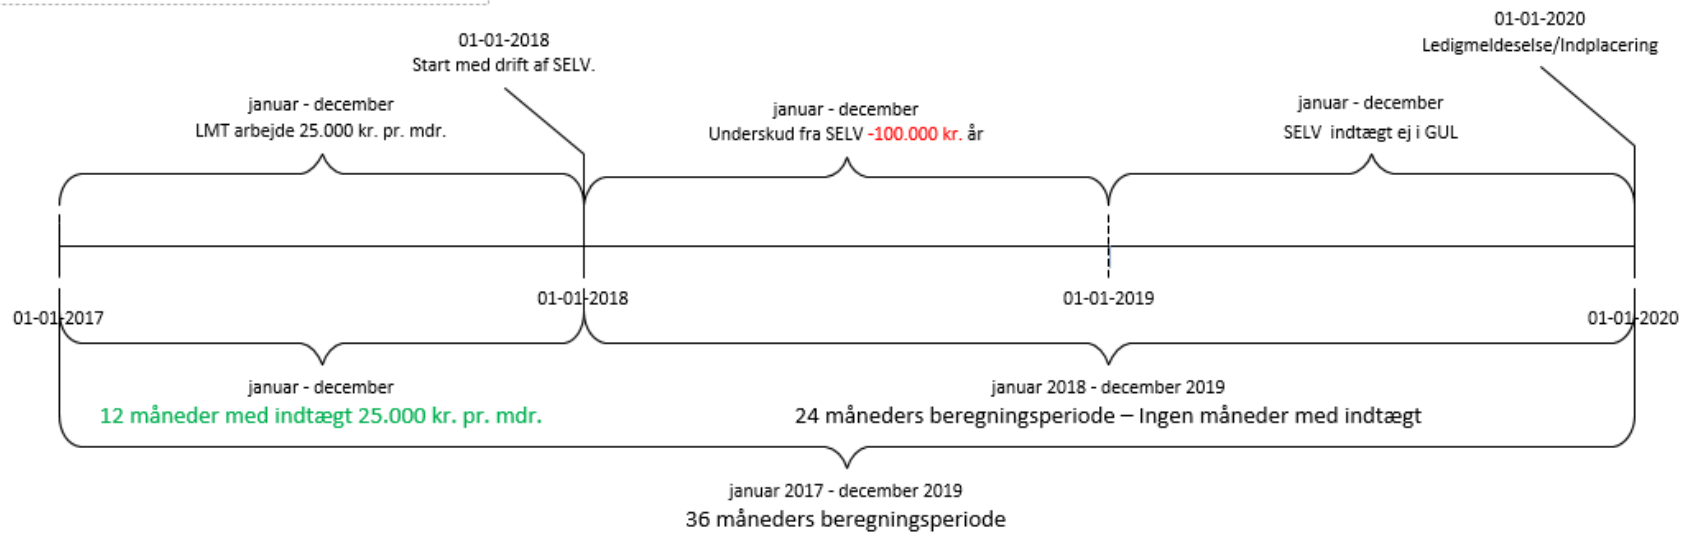 01-01-2020
Ledigmeldeselse/Indplacering
01-01-2018
Start med drift af SELV.
januar - december
LMT arbejde 25.000 kr. pr. mdr.
januar - december
Underskud fra SELV -100.000 kr. år
januar - december
SELV indtægt ej i GUL
01-01-2017
01-01-2018
01-01-2019
01-01-2020
januar - december
12 måneder med indtægt 25.000 kr. pr. mdr.
januar 2018 - december 2019
24 måneders beregningsperiode – Ingen måneder med indtægt
januar 2017 - december 2019
36 måneders beregningsperiode